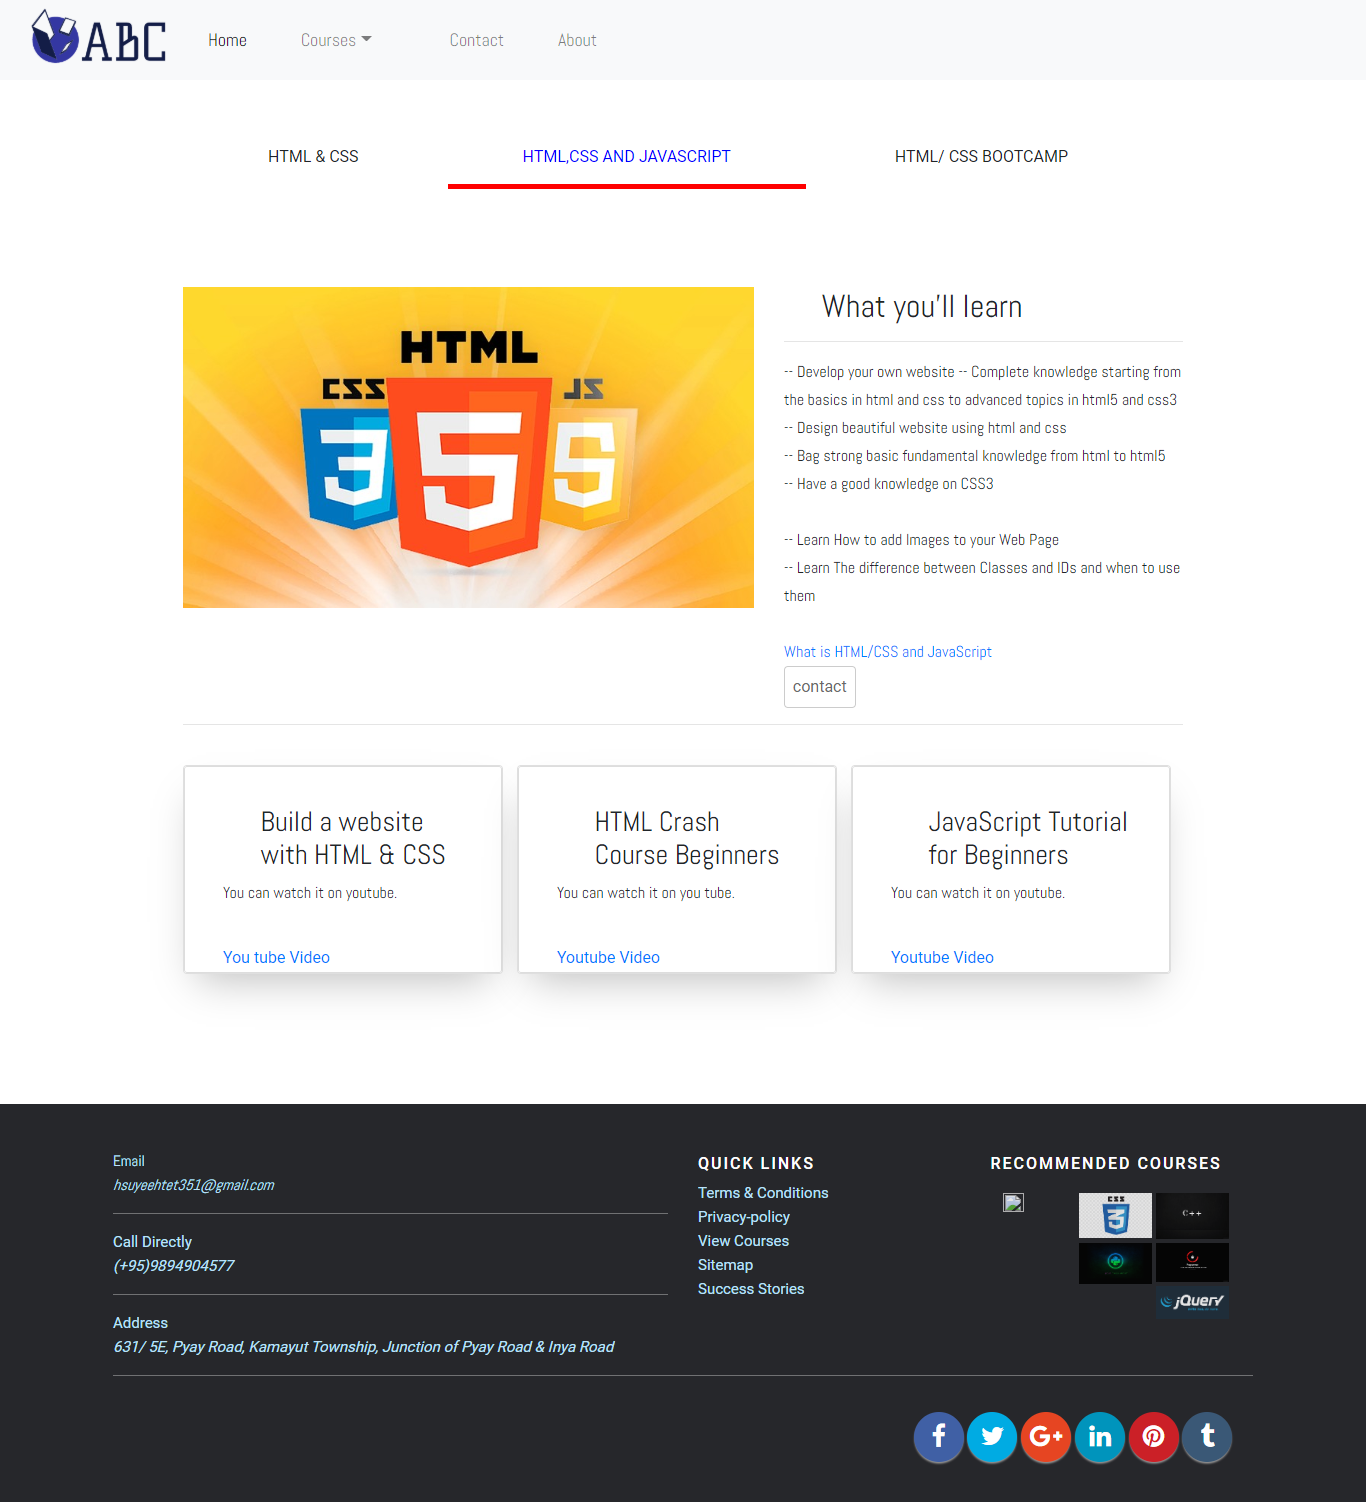 ABC
Home
Courses
Contact
About
HTML & CSS
HTML,CSS AND JAVASCRIPT
HTML/ CSS BOOTCAMP
HTML
CSS
JS
3
5
5
What you'll learn
-- Develop your own website -- Complete knowledge starting from
the basics in html and css to advanced topics in html5 and css3
-- Design beautiful website using html and css
-- Bag strong basic fundamental knowledge from html to html5
-- Have a good knowledge on CSS3
-- Learn How to add Images to your Web Page
-- Learn The difference between Classes and IDs and when to use
them
What is HTML/CSS and JavaScript
contact
Build a website
with HTML & CSS
You can watch it on youtube.
You tube Video
HTML Crash
Course Beginners
You can watch it on you tube.
Youtube Video
JavaScript Tutorial
for Beginners
You can watch it on youtube.
Youtube Video
Email
hsuyeehtet351@gmail.com
Call Directly
(+95)9894904577
Address
631/ 5E, Pyay Road, Kamayut Township, Junction of Pyay Road & Inya Road
QUICK LINKS
Terms & Conditions
Privacy-policy
View Courses
Sitemap
Success Stories
RECOMMENDED COURSES
CSS
3
C++
jQuery
f
G+
in
t